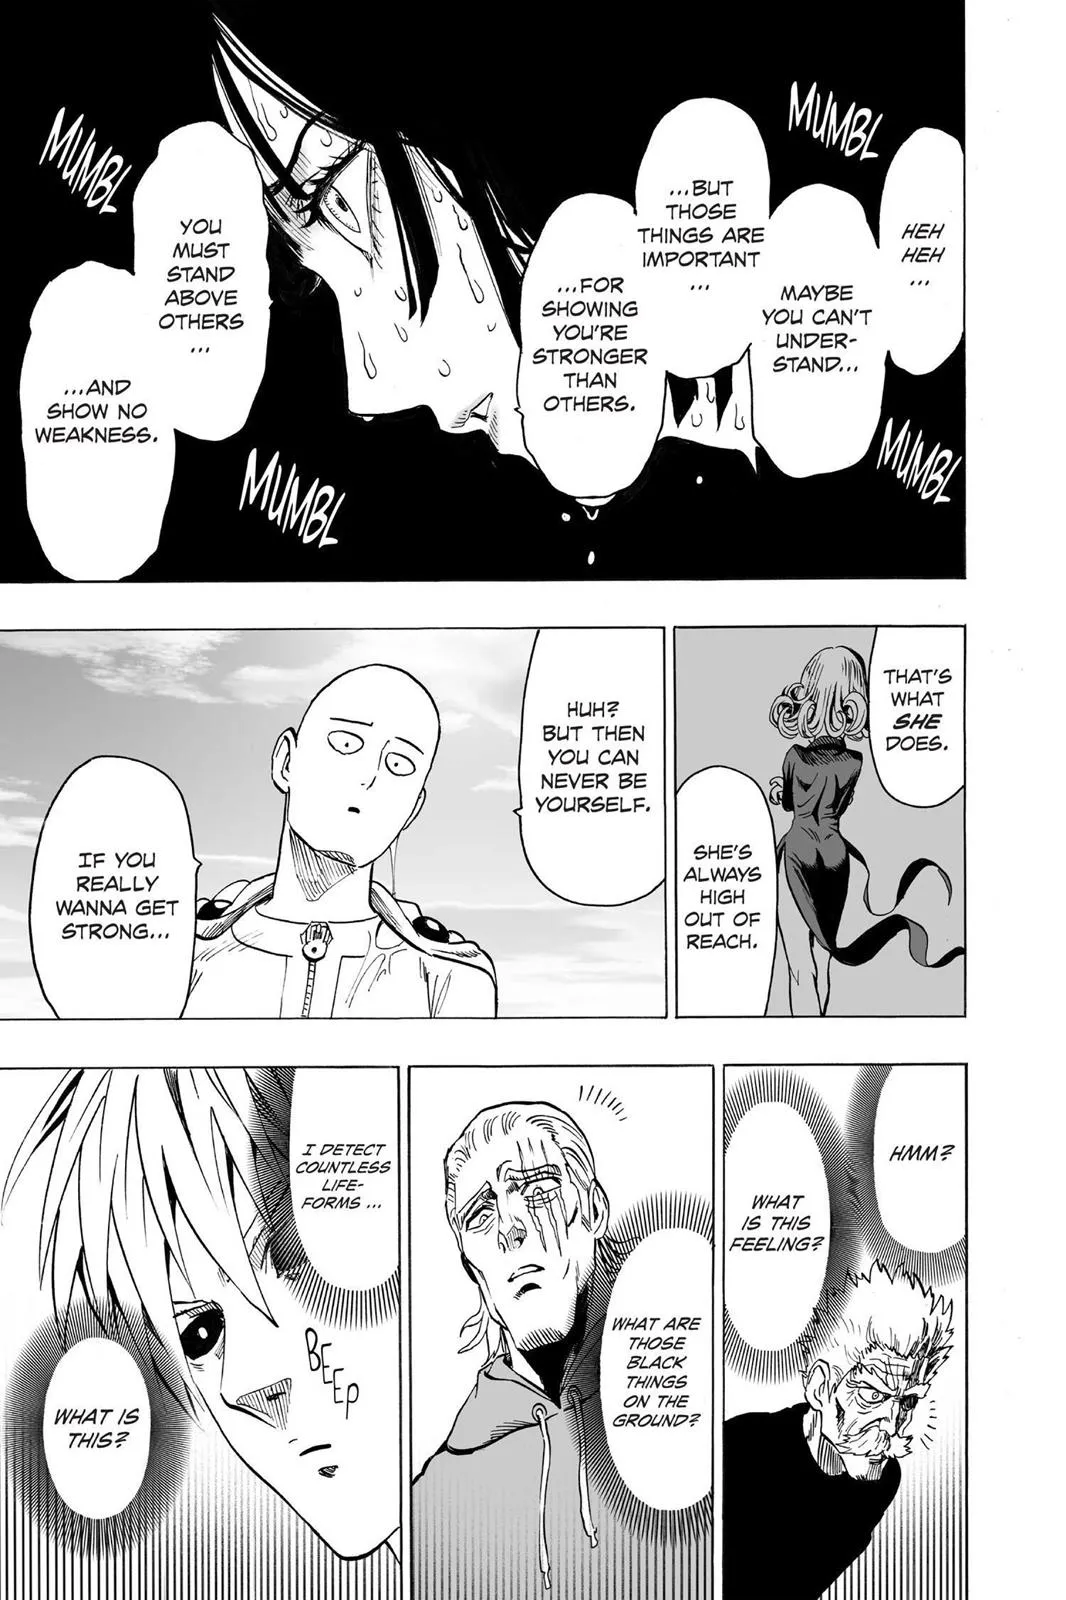 MUMBL
HEH
HEH
...
MAYBE
YOU CAN'T
UNDER-
STAND...
MUMBL
...BUT
THOSE
THINGS ARE
IMPORTANT
...
...FOR
SHOWING
YOU'RE
STRONGER
THAN
OTHERS.
MUMBL
YOU
MUST
STAND
ABOVE
OTHERS
...
MUMBL
...AND
SHOW NO
WEAKNESS.
THAT'S
WHAT
SHE
DOES.
SHE'S
ALWAYS
HIGH
OUT OF
REACH.
HUH?
BUT THEN
YOU CAN
NEVER BE
YOURSELF.
IF YOU
REALLY
WANNA GET
STRONG...
HMM?
WHAT
IS THIS
FEELING?
WHAT ARE
THOSE
BLACK
THINGS
ON THE
GROUND?
I DETECT
COUNTLESS
LIFE-
FORMS ...
BEEP
WHAT IS
THIS?